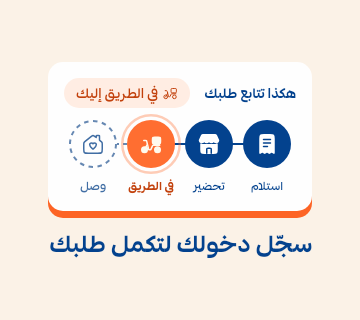 هكذا تتابع طلبك
في الطريق إليك
استلام
تحضير
في الطريق
وصل
سجّل دخولك لتكمل طلبك